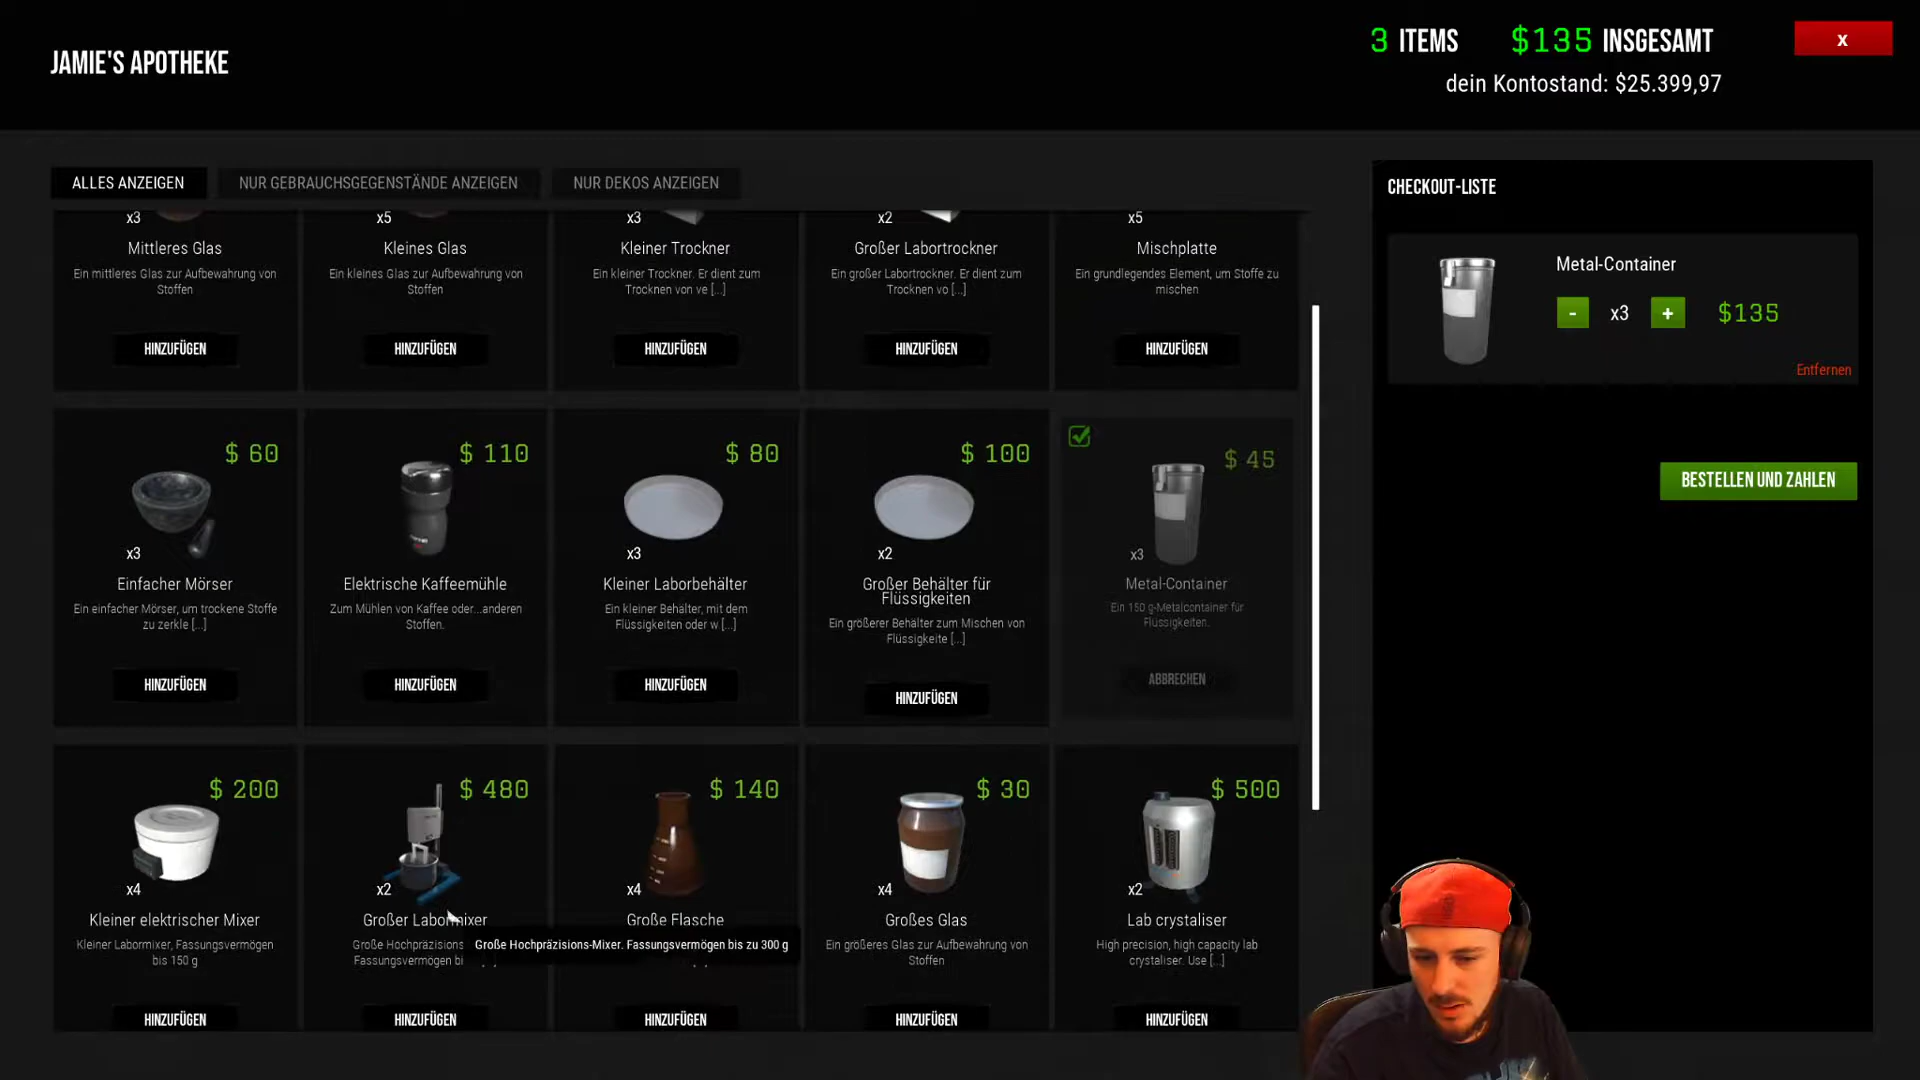 JAMIE'S APOTHEKE
3 ITEMS $135 INSGESAMT
x
dein Kontostand: $25.399,97
ALLES ANZEIGEN
NUR GEBRAUCHSGEGENSTÄNDE ANZEIGEN
NUR DEKOS ANZEIGEN
x3
Mittleres Glas
Ein mittleres Glas zur Aufbewahrung von
Stoffen
HINZUFÜGEN
x5
Kleines Glas
Ein kleines Glas zur Aufbewahrung von
Stoffen
HINZUFÜGEN
x3
Kleiner Trockner
Ein kleiner Trockner. Er dient zum
Trocknen von ve [...]
HINZUFÜGEN
x2
Großer Labortrockner
Ein großer Labortrockner. Er dient zum
Trocknen vo [...]
HINZUFÜGEN
x5
Mischplatte
Ein grundlegendes Element, um Stoffe zu
mischen
HINZUFÜGEN
$ 60
x3
Einfacher Mörser
Ein einfacher Mörser, um trockene Stoffe
zu zerkle [...]
HINZUFÜGEN
$ 110
Elektrische Kaffeemühle
Zum Mühlen von Kaffee oder...anderen
Stoffen.
HINZUFÜGEN
$ 80
x3
Kleiner Laborbehälter
Ein kleiner Behälter, mit dem
Flüssigkeiten oder w [...]
HINZUFÜGEN
$ 100
x2
Großer Behälter für
Flüssigkeiten
Ein größerer Behälter zum Mischen von
Flüssigkeite [...]
HINZUFÜGEN
$ 45
x3
Metal-Container
Ein 150 g-Metalcontainer für
Flüssigkeiten.
ABBRECHEN
$ 200
x4
Kleiner elektrischer Mixer
Kleiner Labormixer, Fassungsvermögen
bis 150 g
HINZUFÜGEN
$ 480
x2
Großer Labormixer
Große Hochpräzisions
Fassungsvermögen bi
HINZUFÜGEN
Große Hochpräzisions-Mixer. Fassungsvermögen bis zu 300 g
$ 140
x4
Große Flasche
HINZUFÜGEN
$ 30
x4
Großes Glas
Ein größeres Glas zur Aufbewahrung von
Stoffen
HINZUFÜGEN
$ 500
x2
Lab crystaliser
High precision, high capacity lab
crystaliser. Use [...]
HINZUFÜGEN
CHECKOUT-LISTE
Metal-Container
- x3 + $135
Entfernen
BESTELLEN UND ZAHLEN